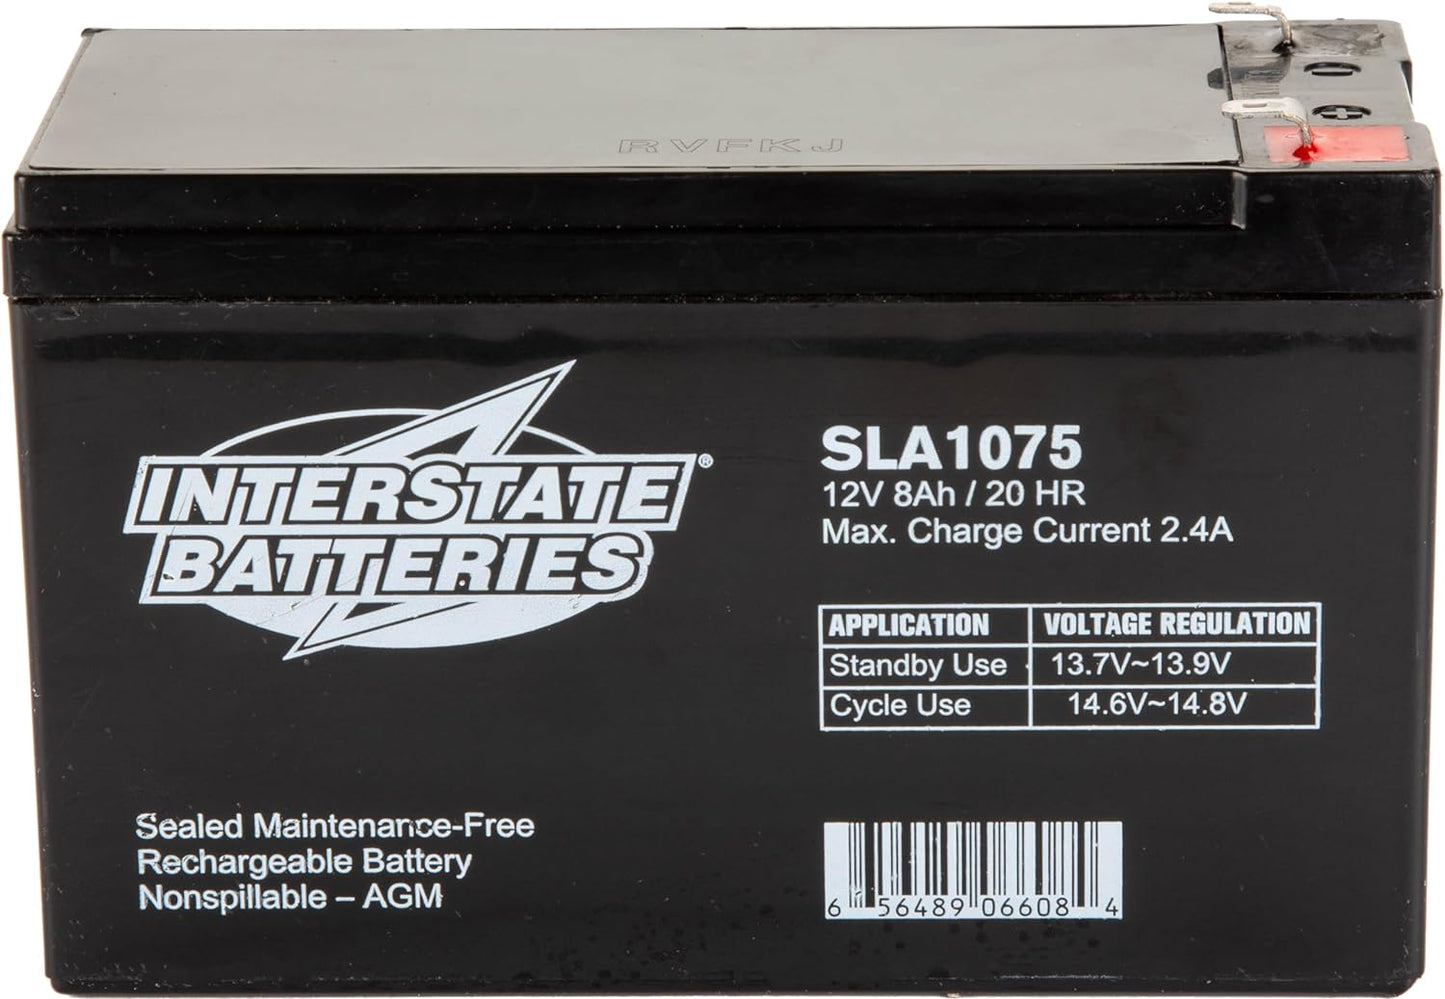 RVFKJ
INTERSTATE
BATTERIES
®
SLA1075
12V 8Ah / 20 HR
Max. Charge Current 2.4A
APPLICATION VOLTAGE REGULATION
Standby Use 13.7V~13.9V
Cycle Use 14.6V~14.8V
Sealed Maintenance-Free
Rechargeable Battery
Nonspillable – AGM
6 56489 06608 4